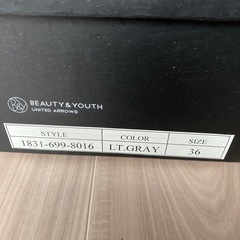 BEAUTY & YOUTH
UNITED ARROWS
STYLE COLOR SIZE
1831-699-8016 LT.GRAY 36